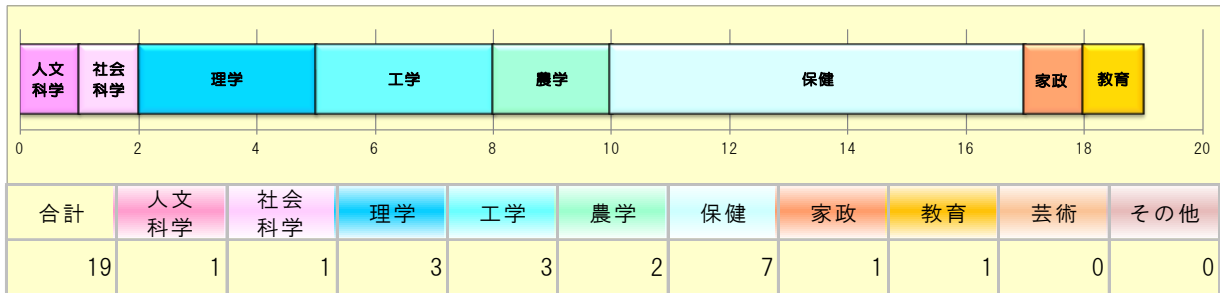 人文 社会
科学 科学 理学 工学 農学 保健 家政 教育
0 2 4 6 8 10 12 14 16 18 20
合計 人文科学 社会科学 理学 工学 農学 保健 家政 教育 芸術 その他
19 1 1 3 3 2 7 1 1 0 0